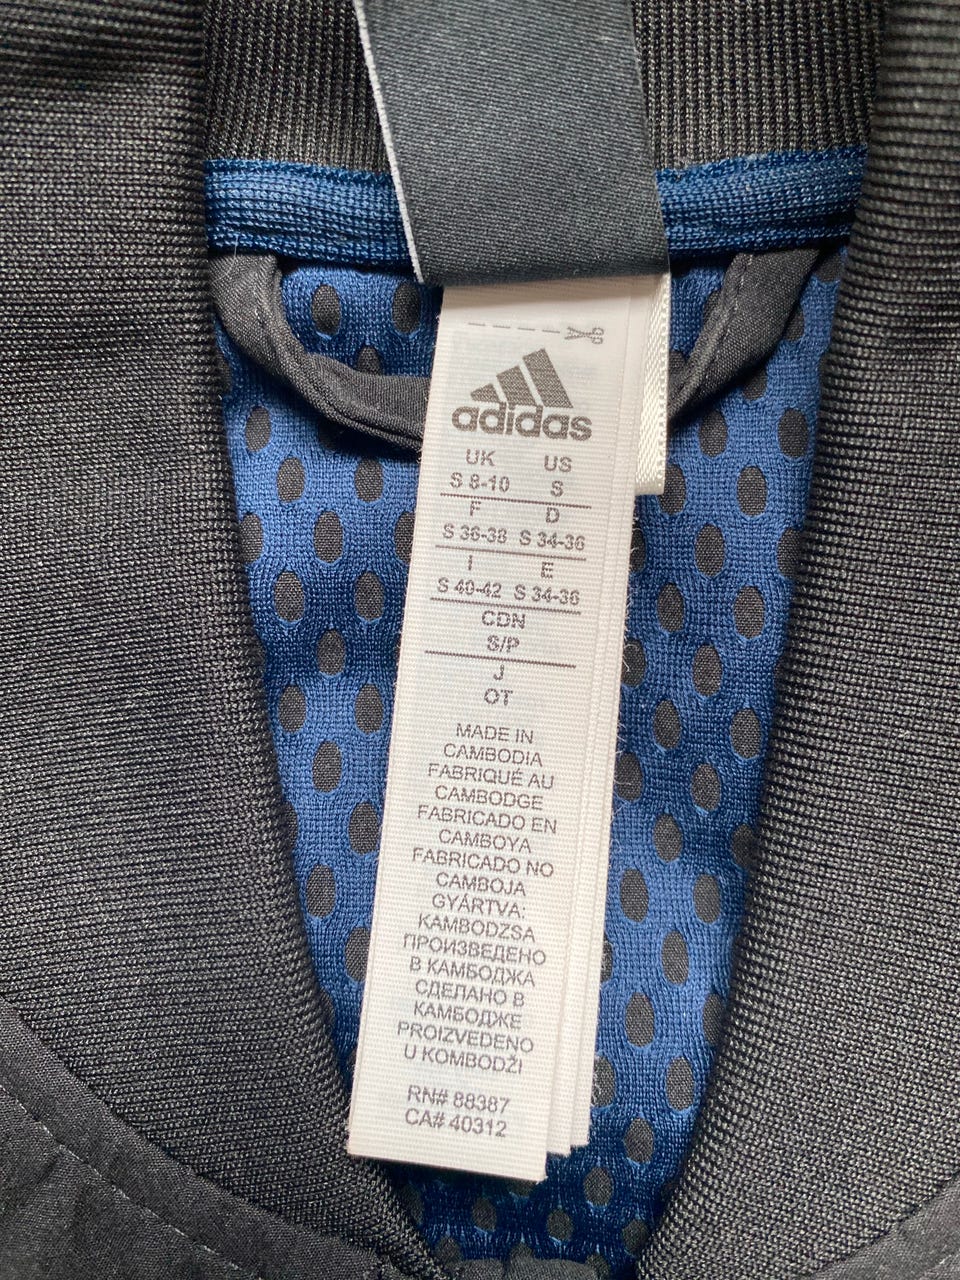 adidas
UK US
S 8-10 S
F D
S 36-38 S 34-36
I E
S 40-42 S 34-36
CDN
S/P
J
OT
MADE IN
CAMBODIA
FABRIQUÉ AU
CAMBODGE
FABRICADO EN
CAMBOYA
FABRICADO NO
CAMBOJA
GYÁRTVA:
KAMBODZSA
ПРОИЗВЕДЕНО
В КАМБОДЖА
СДЕЛАНО В
КАМБОДЖЕ
PROIZVEDENO
U KOMBODŽI
RN# 88387
CA# 40312